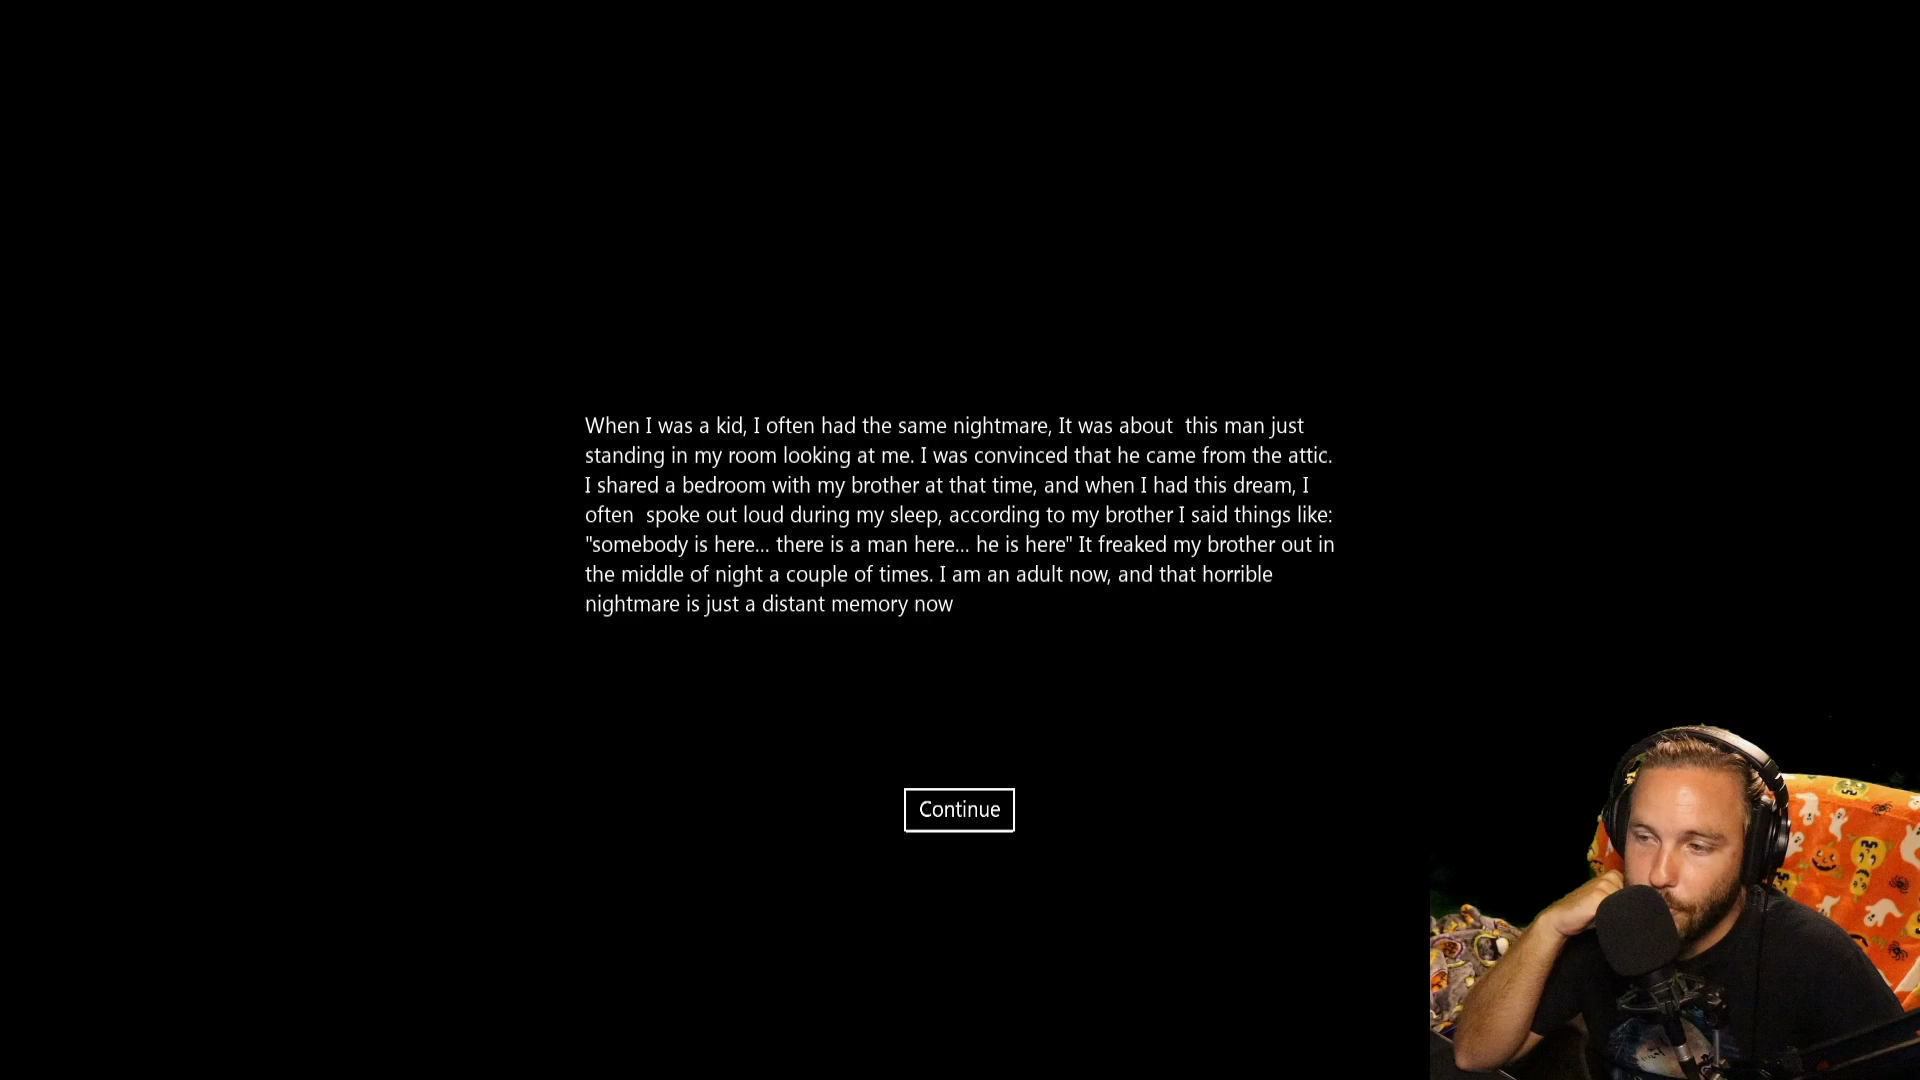 When I was a kid, I often had the same nightmare, It was about  this man just
standing in my room looking at me. I was convinced that he came from the attic.
I shared a bedroom with my brother at that time, and when I had this dream, I
often  spoke out loud during my sleep, according to my brother I said things like:
"somebody is here... there is a man here... he is here" It freaked my brother out in
the middle of night a couple of times. I am an adult now, and that horrible
nightmare is just a distant memory now
Continue